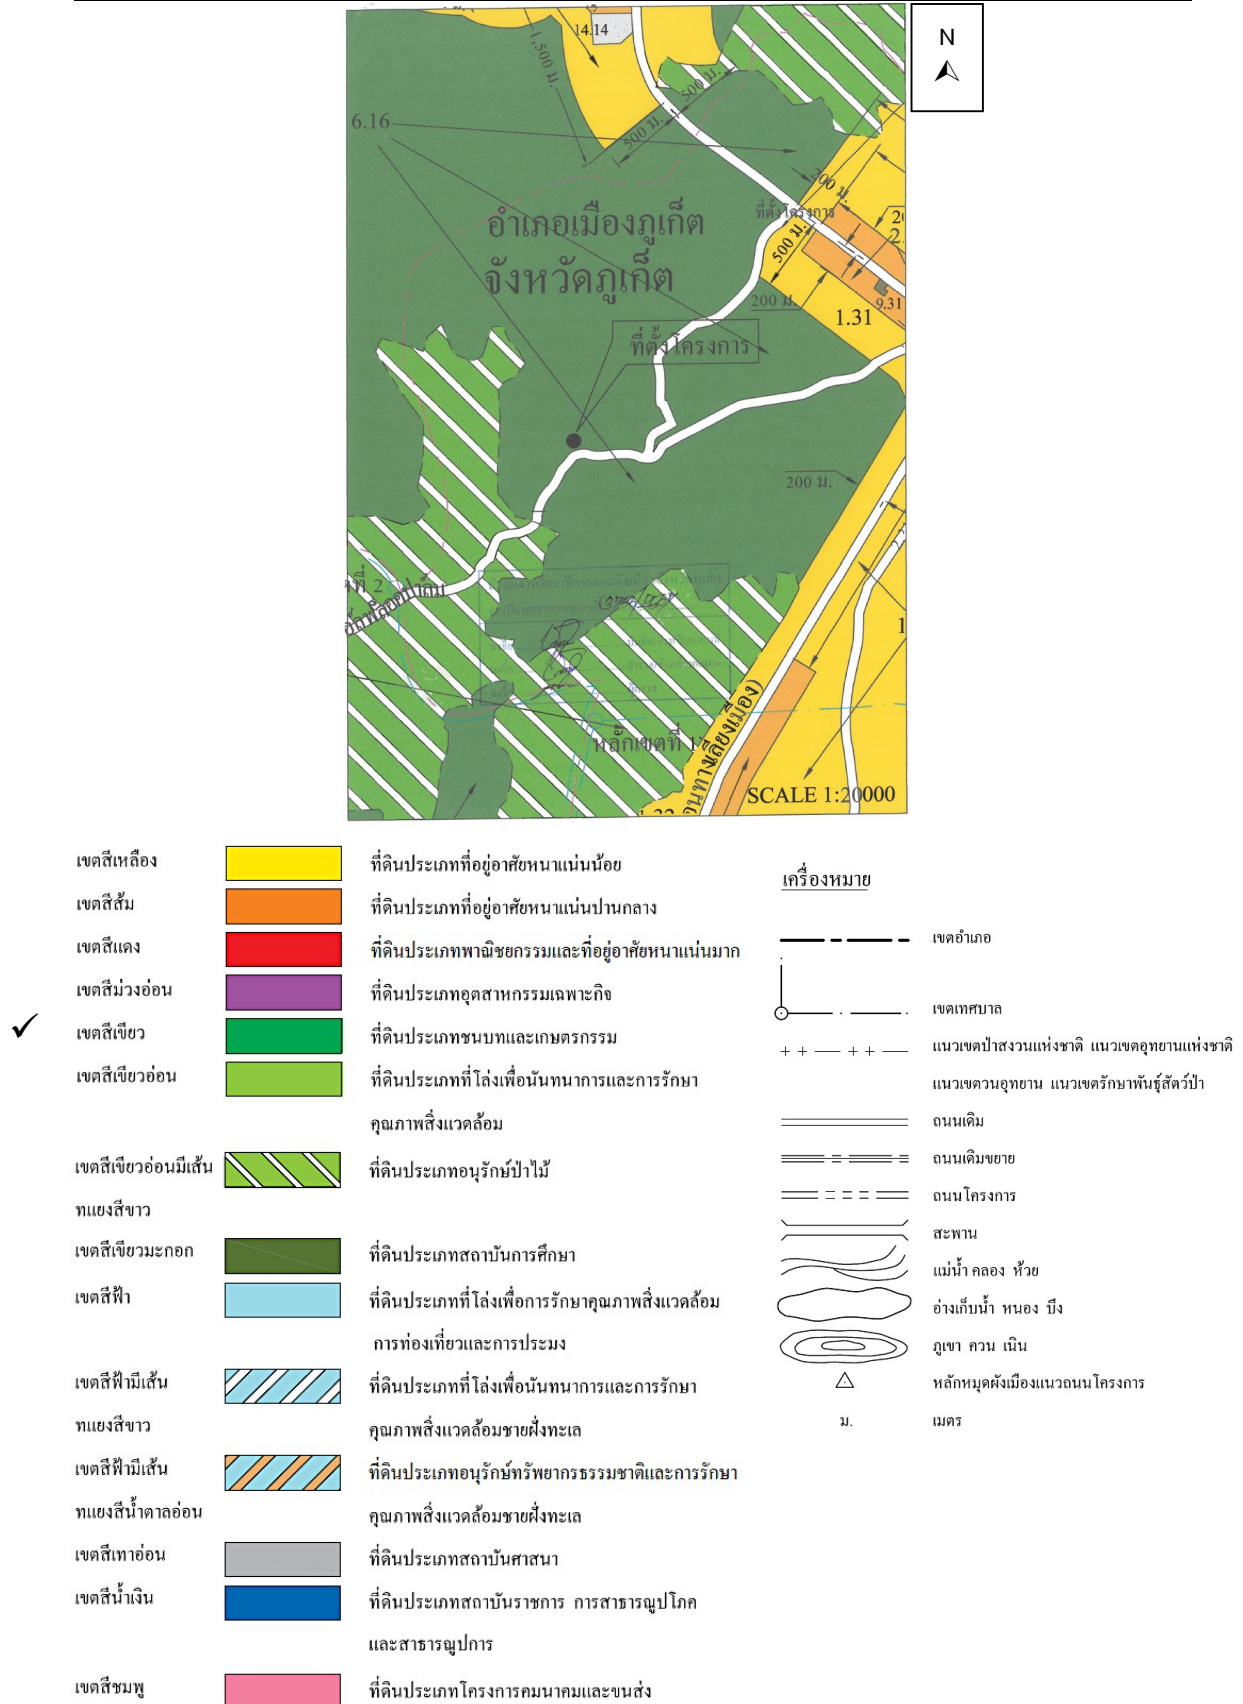 N
14.14
1,500 ม.
500 ม.
500 ม.
6.16
200 ม.
ที่ตั้งโครงการ
อำเภอเมืองภูเก็ต
จังหวัดภูเก็ต
500 ม.
200 ม.
9.31
1.31
ที่ตั้งโครงการ
200 ม.
หลักเขตที่ 1
SCALE 1:20000
เขตสีเหลือง
ที่ดินประเภทที่อยู่อาศัยหนาแน่นน้อย
เขตสีส้ม
ที่ดินประเภทที่อยู่อาศัยหนาแน่นปานกลาง
เขตสีแดง
ที่ดินประเภทพาณิชยกรรมและที่อยู่อาศัยหนาแน่นมาก
เขตสีม่วงอ่อน
ที่ดินประเภทอุตสาหกรรมเฉพาะกิจ
✓
เขตสีเขียว
ที่ดินประเภทชนบทและเกษตรกรรม
เขตสีเขียวอ่อน
ที่ดินประเภทที่โล่งเพื่อนันทนาการและการรักษา
คุณภาพสิ่งแวดล้อม
เขตสีเขียวอ่อนมีเส้น
ที่ดินประเภทอนุรักษ์ป่าไม้
ทแยงสีขาว
เขตสีเขียวมะกอก
ที่ดินประเภทสถาบันการศึกษา
เขตสีฟ้า
ที่ดินประเภทที่โล่งเพื่อการรักษาคุณภาพสิ่งแวดล้อม
การท่องเที่ยวและการประมง
เขตสีฟ้ามีเส้น
ที่ดินประเภทที่โล่งเพื่อนันทนาการและการรักษา
ทแยงสีขาว
คุณภาพสิ่งแวดล้อมชายฝั่งทะเล
เขตสีฟ้ามีเส้น
ที่ดินประเภทอนุรักษ์ทรัพยากรธรรมชาติและการรักษา
ทแยงสีน้ำตาลอ่อน
คุณภาพสิ่งแวดล้อมชายฝั่งทะเล
เขตสีเทาอ่อน
ที่ดินประเภทสถาบันศาสนา
เขตสีน้ำเงิน
ที่ดินประเภทสถาบันราชการ การสาธารณูปโภค
และสาธารณูปการ
เขตสีชมพู
ที่ดินประเภทโครงการคมนาคมและขนส่ง
เครื่องหมาย
เขตอำเภอ
เขตเทศบาล
แนวเขตป่าสงวนแห่งชาติ แนวเขตอุทยานแห่งชาติ
แนวเขตวนอุทยาน แนวเขตรักษาพันธุ์สัตว์ป่า
ถนนเดิม
ถนนเดิมขยาย
ถนนโครงการ
สะพาน
แม่น้ำ คลอง ห้วย
อ่างเก็บน้ำ หนอง บึง
ภูเขา ควน เนิน
หลักหมุดผังเมืองแนวถนนโครงการ
ม.
เมตร